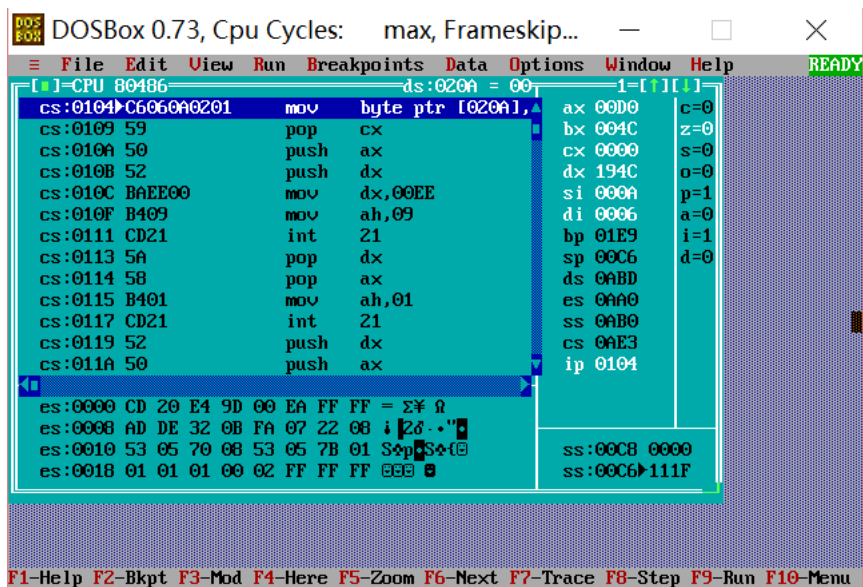 DOSBox 0.73, Cpu Cycles: max, Frameskip...
≡ File Edit View Run Breakpoints Data Options Window Help READY
[■]=CPU 80486 ds:020A = 00 1=[↑][↓]
cs:0104►C6060A0201 mov byte ptr [020A], ax 00D0 c=0
cs:0109 59 pop cx bx 004C z=0
cs:010A 50 push ax cx 0000 s=0
cs:010B 52 push dx dx 194C o=0
cs:010C BAEE00 mov dx,00EE si 000A p=1
cs:010F B409 mov ah,09 di 0006 a=0
cs:0111 CD21 int 21 bp 01E9 i=1
cs:0113 5A pop dx sp 00C6 d=0
cs:0114 58 pop ax ds 0ABD
cs:0115 B401 mov ah,01 es 0AA0
cs:0117 CD21 int 21 ss 0AB0
cs:0119 52 push dx cs 0AE3
cs:011A 50 push ax ip 0104
es:0000 CD 20 E4 9D 00 EA FF FF = Σ¥ Ω
es:0008 AD DE 32 0B FA 07 22 08
es:0010 53 05 70 08 53 05 7B 01 S♣p◘S♣{☺ ss:00C8 0000
es:0018 01 01 01 00 02 FF FF FF ☺☺☺ ☻ ss:00C6►111F
F1-Help F2-Bkpt F3-Mod F4-Here F5-Zoom F6-Next F7-Trace F8-Step F9-Run F10-Menu